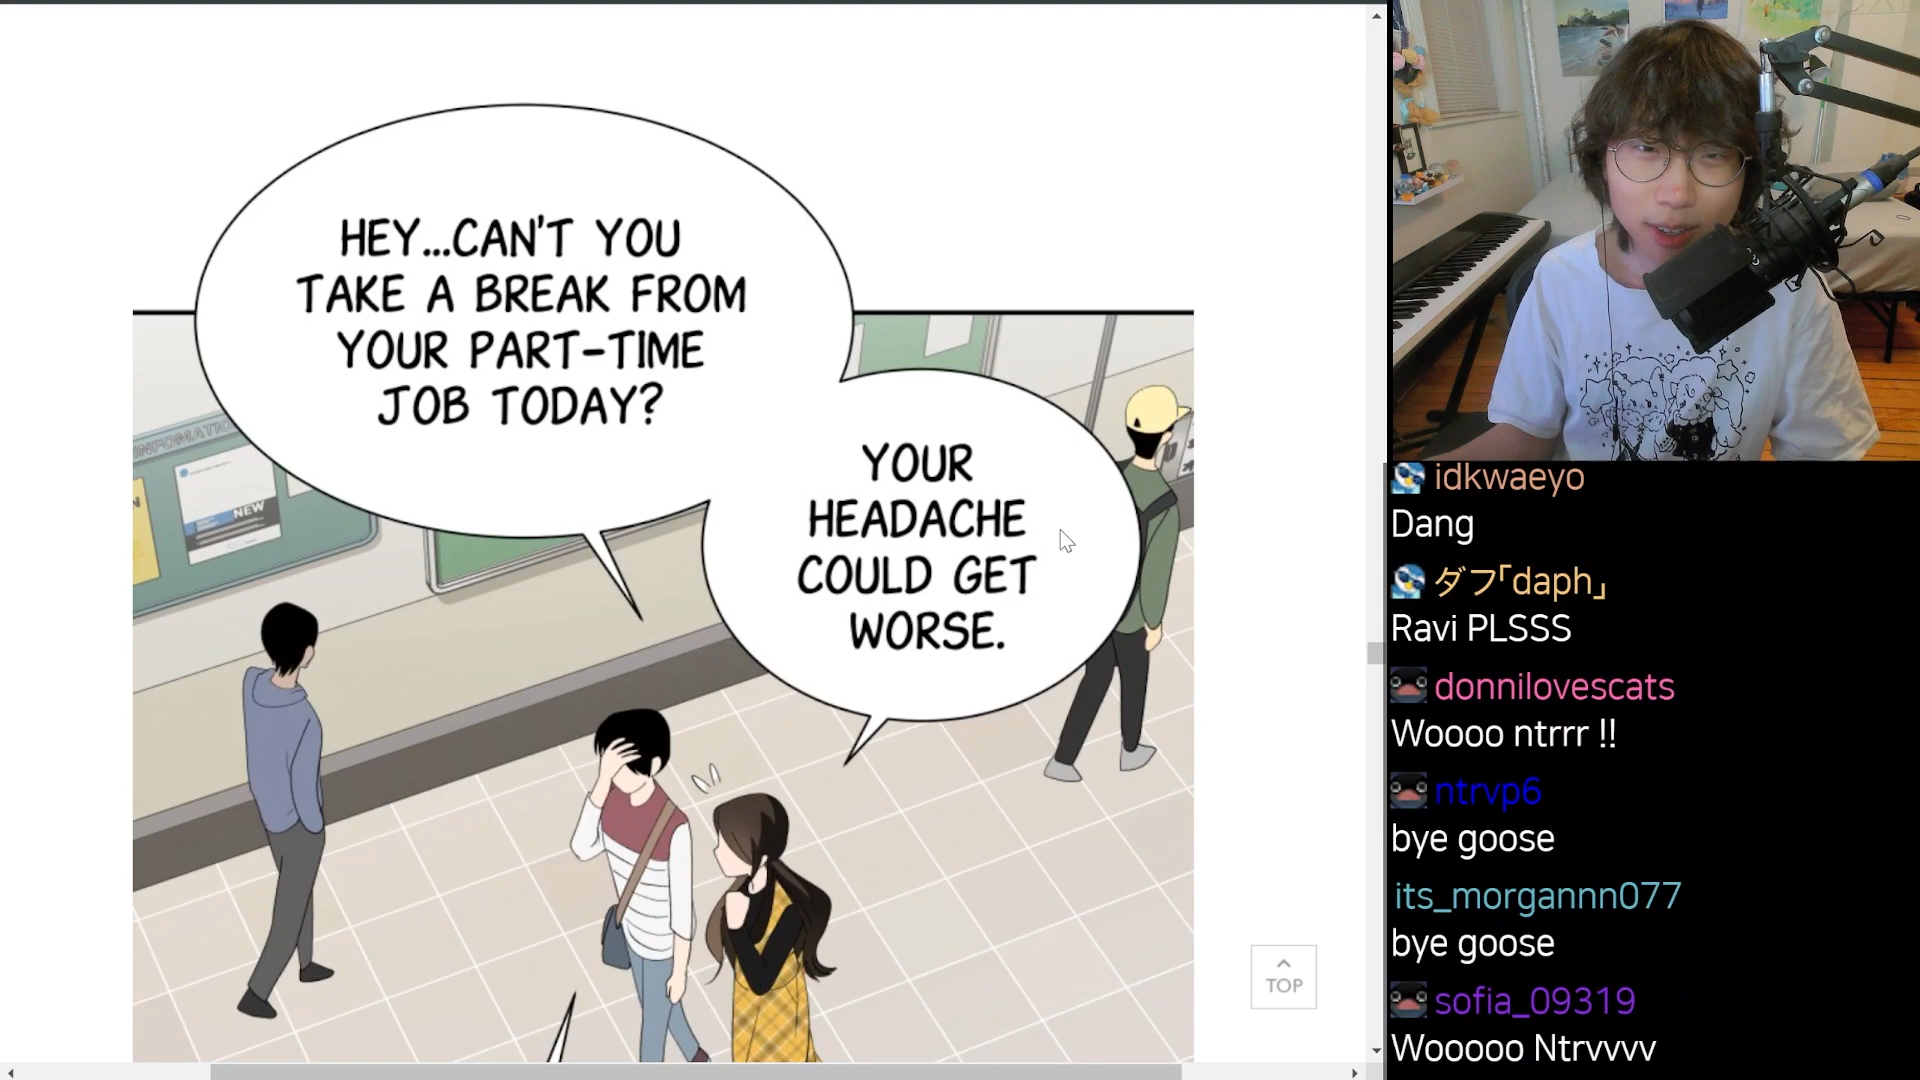 HEY...CAN'T YOU
TAKE A BREAK FROM
YOUR PART-TIME
JOB TODAY?
YOUR
HEADACHE
COULD GET
WORSE.
INFOMATIO
NEW
TOP
idkwaeyo
Dang
ダフ「daph」
Ravi PLSSS
donnilovescats
Woooo ntrrr !!
ntrvp6
bye goose
its_morgannn077
bye goose
sofia_09319
Wooooo Ntrvvvv